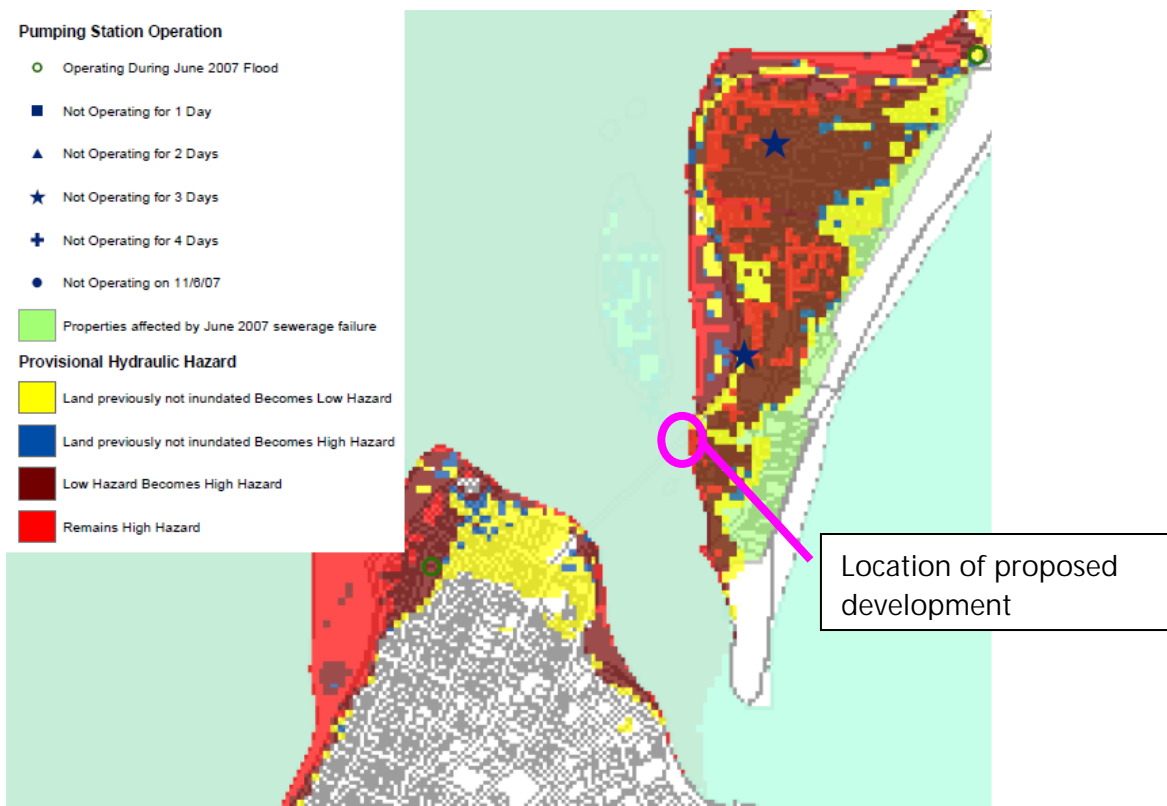 Pumping Station Operation
Operating During June 2007 Flood
Not Operating for 1 Day
Not Operating for 2 Days
Not Operating for 3 Days
Not Operating for 4 Days
Not Operating on 11/6/07
Properties affected by June 2007 sewerage failure
Provisional Hydraulic Hazard
Land previously not inundated Becomes Low Hazard
Land previously not inundated Becomes High Hazard
Low Hazard Becomes High Hazard
Remains High Hazard
Location of proposed
development